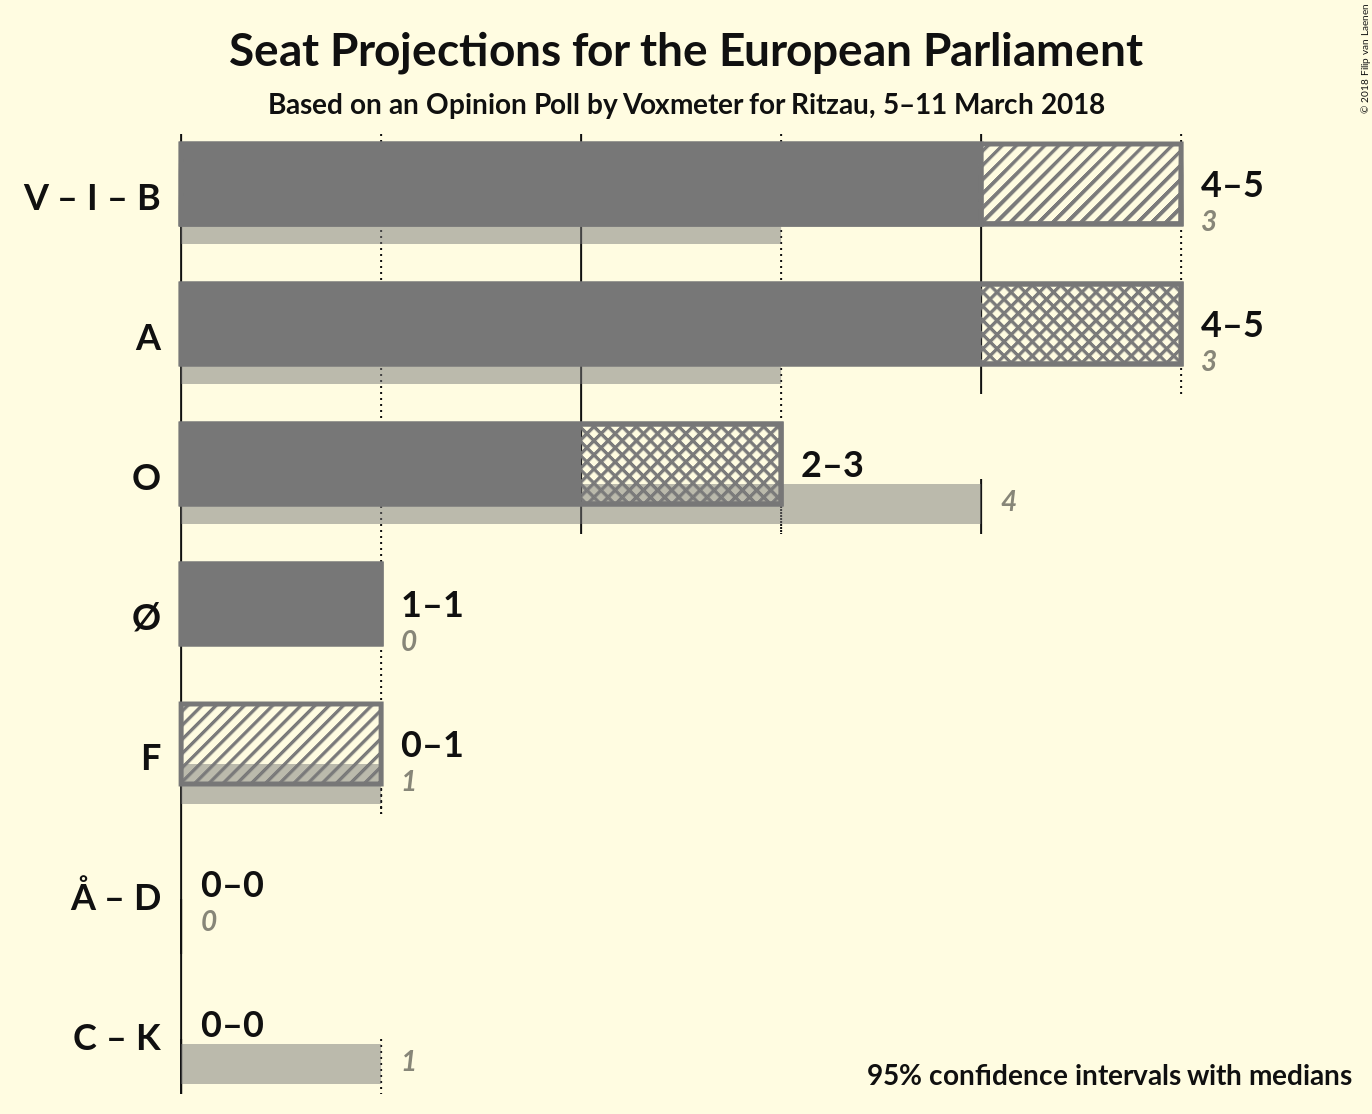 Seat Projections for the European Parliament
Based on an Opinion Poll by Voxmeter for Ritzau, 5–11 March 2018
© 2018 Filip van Laenen
V – I – B
4–5
3
A
4–5
3
O
2–3
4
Ø
1–1
0
F
0–1
1
Å – D
0–0
0
C – K
0–0
1
95% confidence intervals with medians